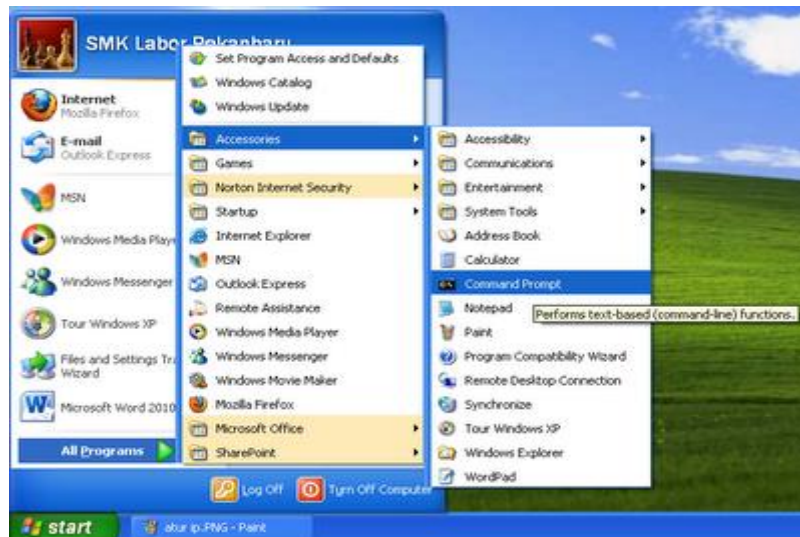 SMK Labor Pekanbaru
Internet
Mozilla Firefox
E-mail
Outlook Express
MSN
Windows Media Playe
Windows Messenger
Tour Windows XP
Files and Settings Tra
Wizard
Microsoft Word 2010
All Programs
Set Program Access and Defaults
Windows Catalog
Windows Update
Accessories
Games
Norton Internet Security
Startup
Internet Explorer
MSN
Outlook Express
Remote Assistance
Windows Media Player
Windows Messenger
Windows Movie Maker
Mozilla Firefox
Microsoft Office
SharePoint
Accessibility
Communications
Entertainment
System Tools
Address Book
Calculator
Command Prompt
Notepad
Performs text-based (command-line) functions.
Paint
Program Compatibility Wizard
Remote Desktop Connection
Synchronize
Tour Windows XP
Windows Explorer
WordPad
Log Off
Turn Off Computer
start
atur ip.PNG - Paint